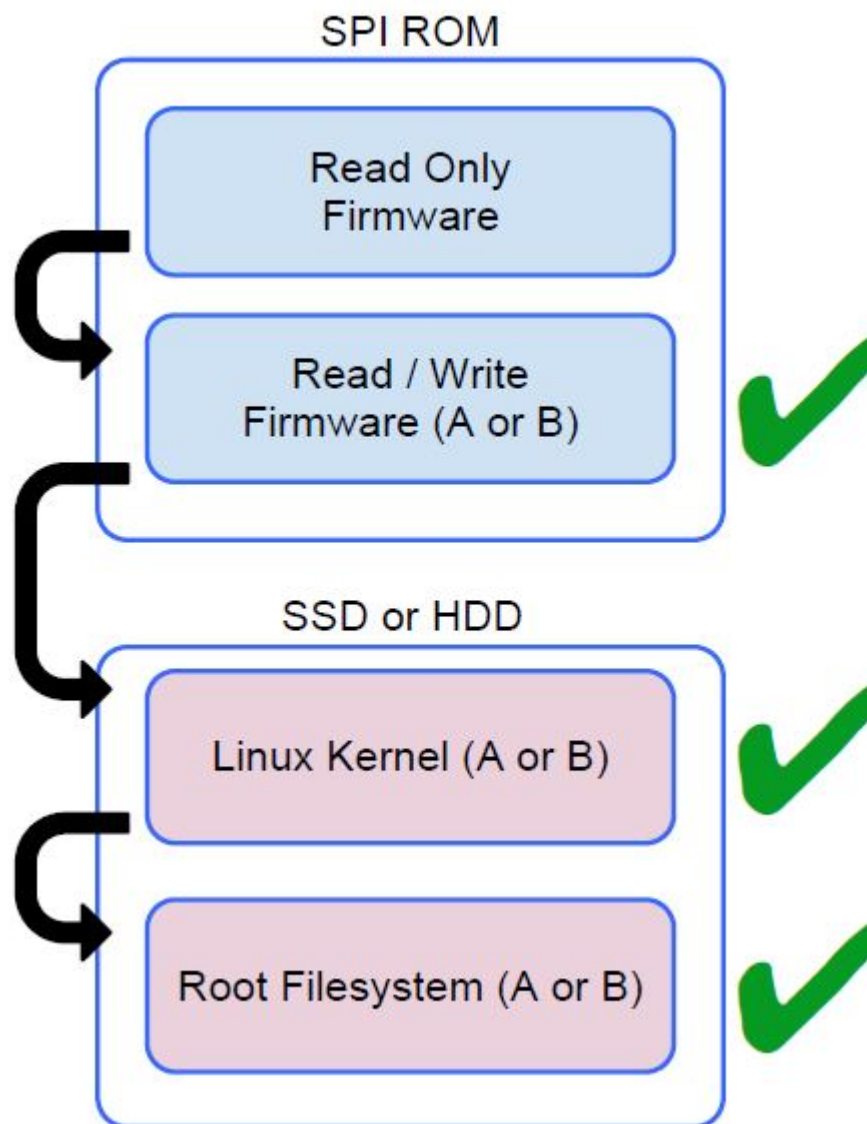 SPI ROM
Read Only
Firmware
Read / Write
Firmware (A or B)
SSD or HDD
Linux Kernel (A or B)
Root Filesystem (A or B)